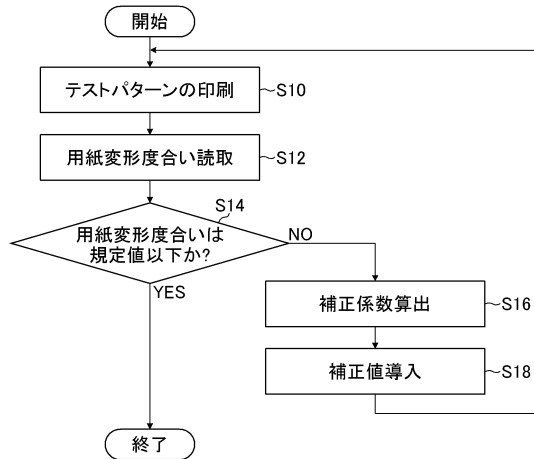 開始
テストパターンの印刷
S10
用紙変形度合い読取
S12
S14
用紙変形度合いは
規定値以下か?
NO
YES
補正係数算出
S16
補正値導入
S18
終了